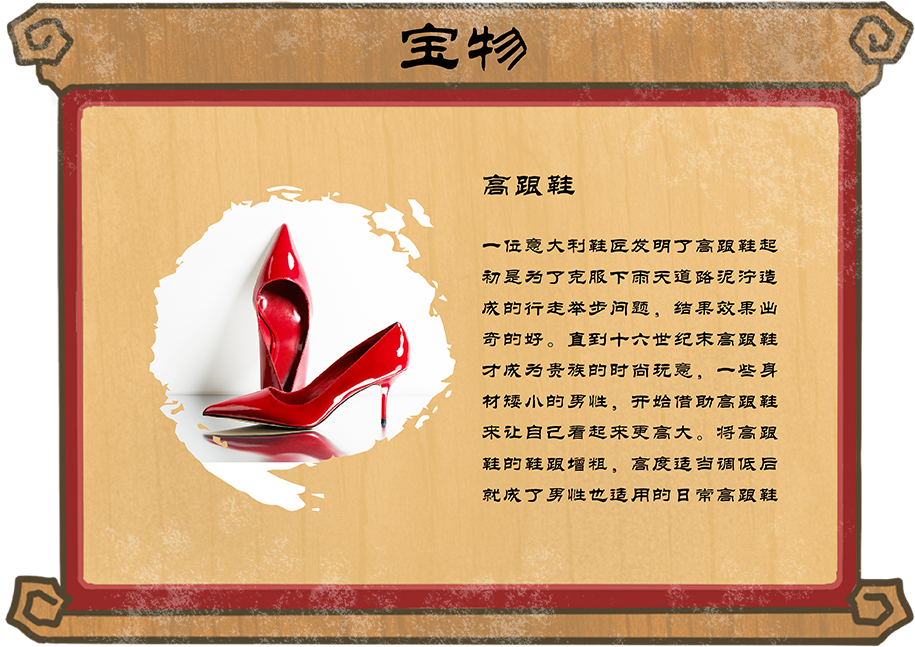 宝物
高跟鞋
一位意大利鞋匠发明了高跟鞋起
初是为了克服下雨天道路泥泞造
成的行走举步问题，结果效果出
奇的好。直到十六世纪末高跟鞋
才成为贵族的时尚玩意，一些身
材矮小的男性，开始借助高跟鞋
来让自己看起来更高大。将高跟
鞋的鞋跟增粗，高度适当调低后
就成了男性也适用的日常高跟鞋